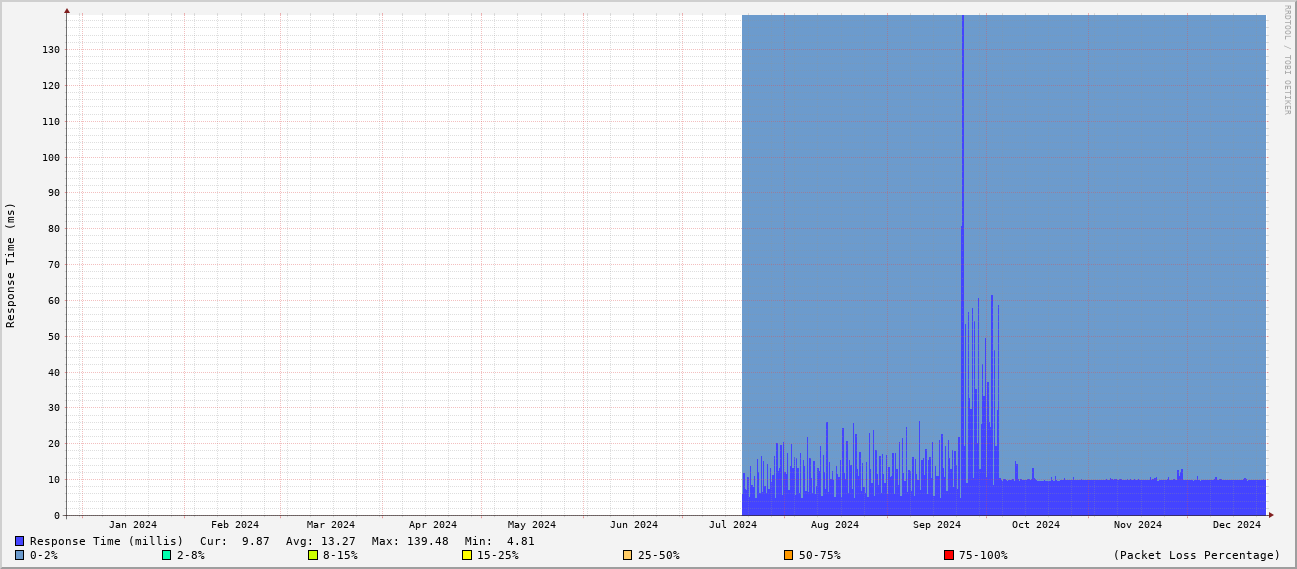 RRDTOOL / TOBI OETIKER
Response Time (ms)
130
120
110
100
90
80
70
60
50
40
30
20
10
0
Jan 2024 Feb 2024 Mar 2024 Apr 2024 May 2024 Jun 2024 Jul 2024 Aug 2024 Sep 2024 Oct 2024 Nov 2024 Dec 2024
Response Time (millis) Cur: 9.87 Avg: 13.27 Max: 139.48 Min: 4.81
0-2% 2-8% 8-15% 15-25% 25-50% 50-75% 75-100% (Packet Loss Percentage)